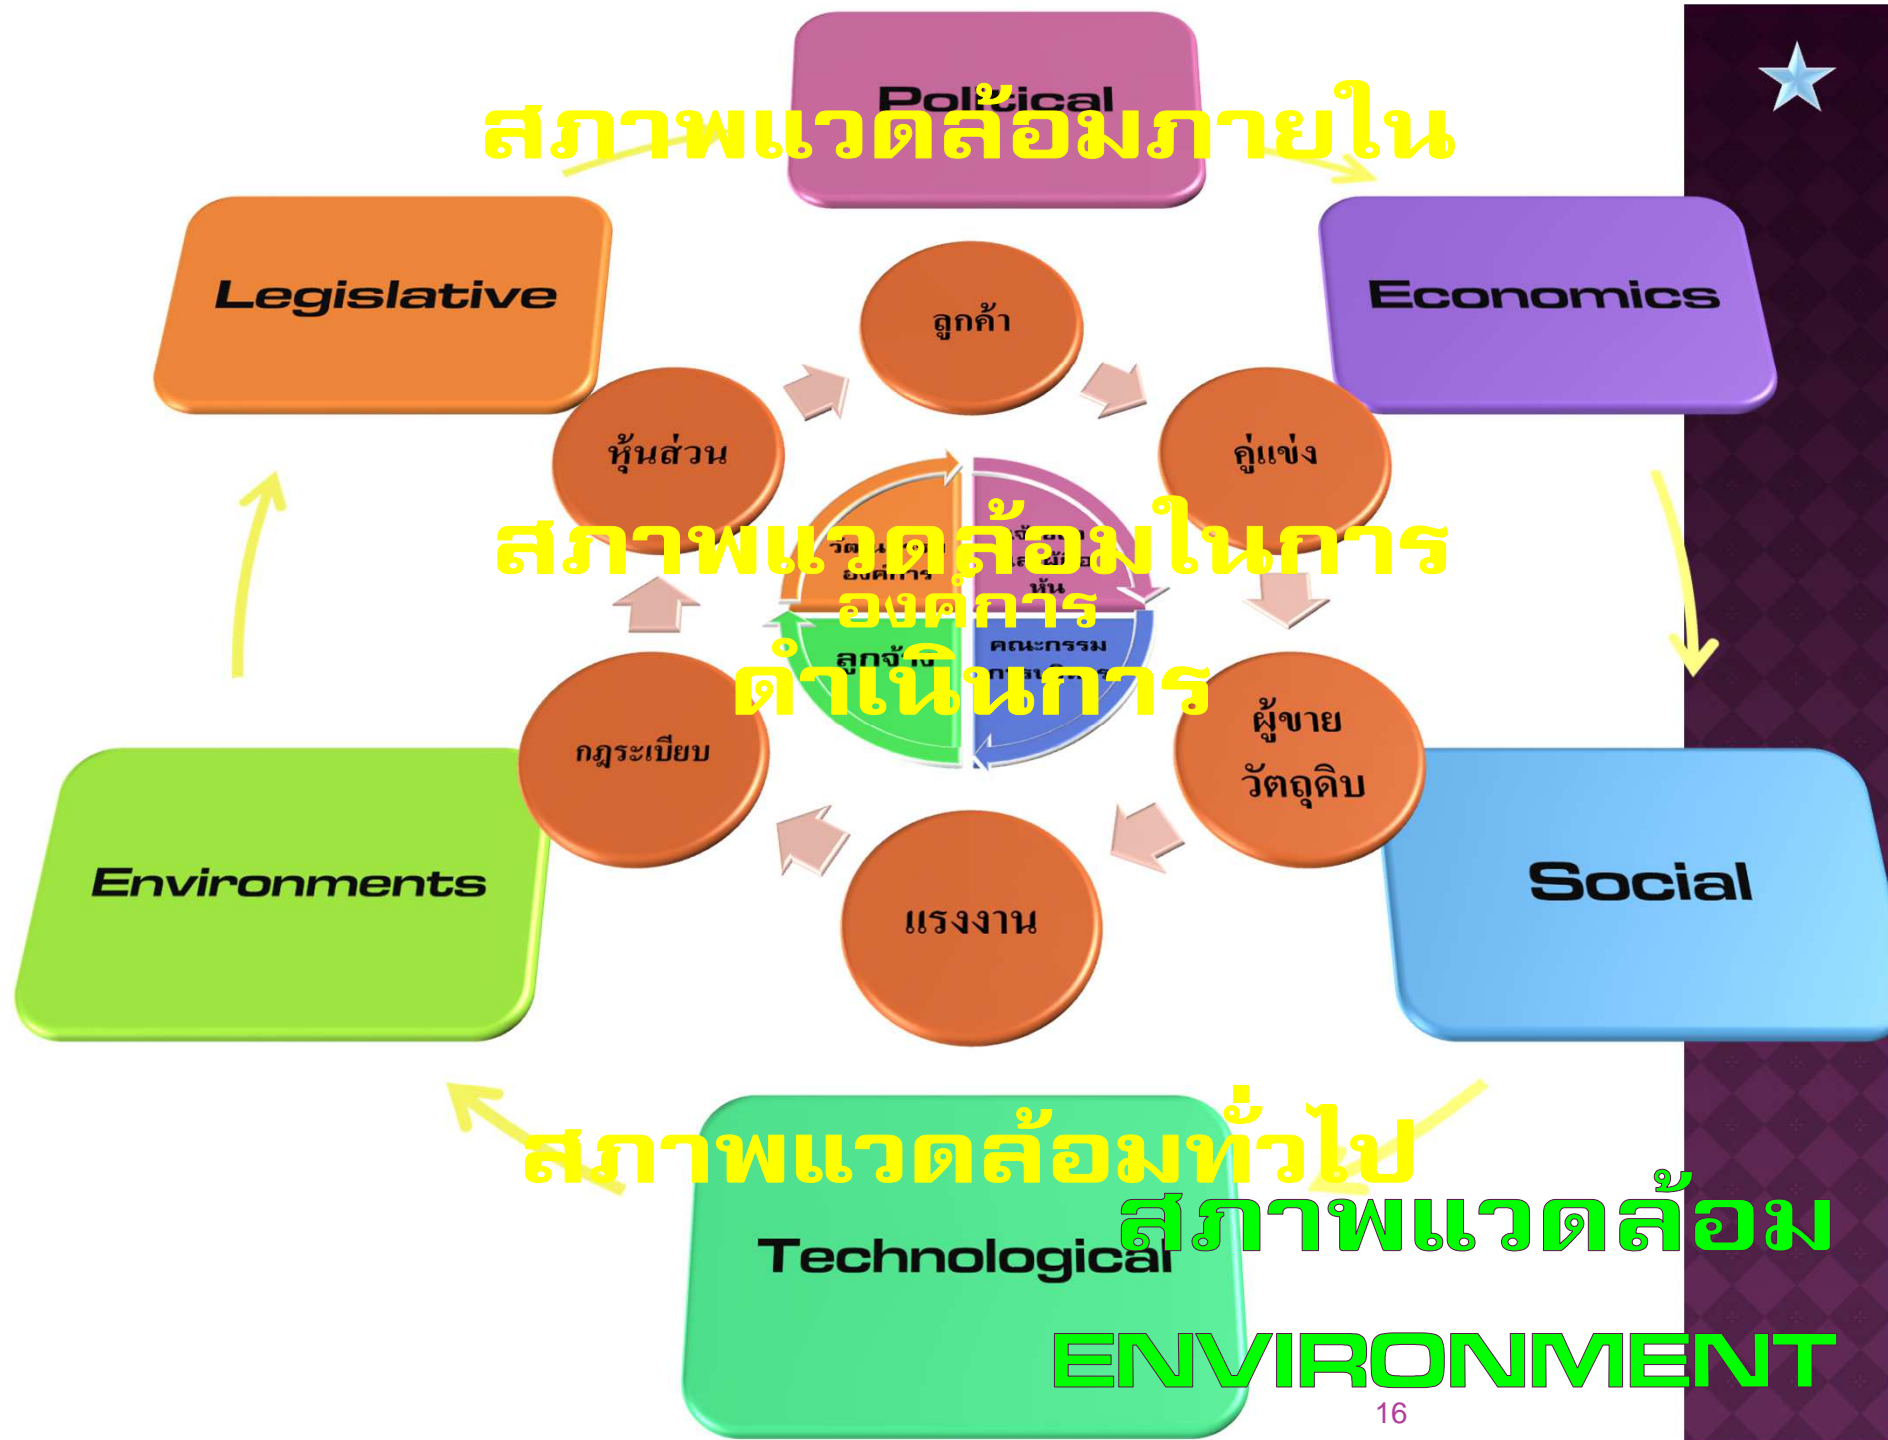 Political
สภาพแวดล้อมภายใน
Legislative
Economics
ลูกค้า
หุ้นส่วน
คู่แข่ง
สภาพแวดล้อมในการ
องค์การ
หุ้น
องค์การ
คณะกรรม
ลูกจ้าง
ดำเนินการ
ผู้ขาย
วัตถุดิบ
กฎระเบียบ
Environments
Social
แรงงาน
สภาพแวดล้อมทั่วไป
สภาพแวดล้อม
Technological
ENVIRONMENT
16